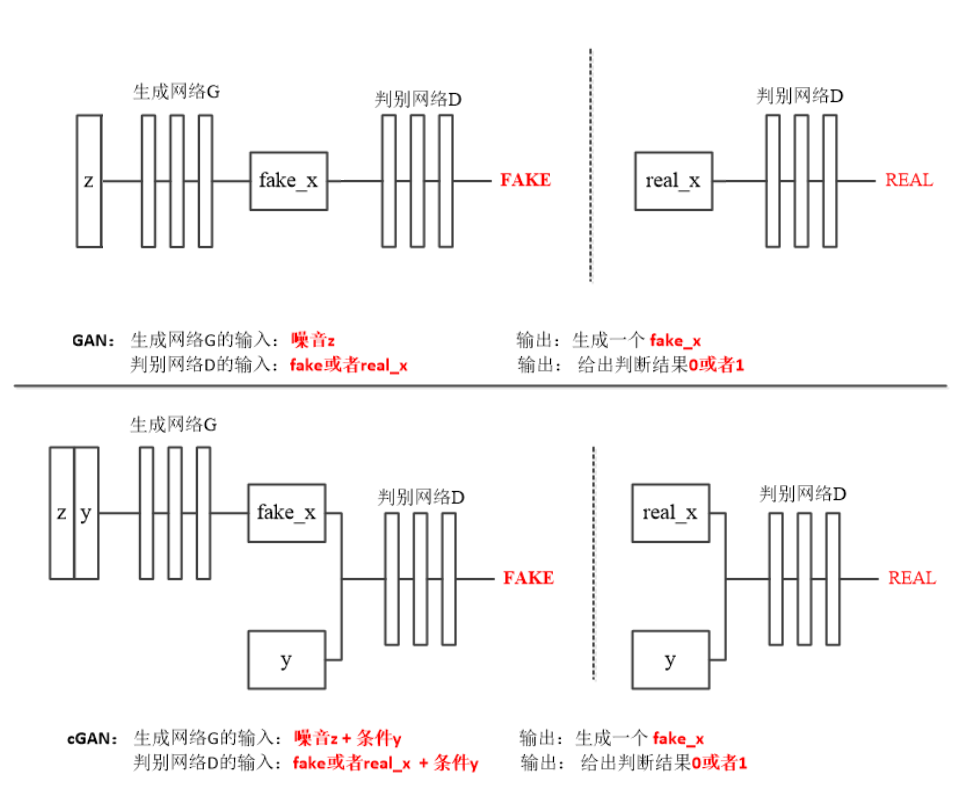 生成网络G
判别网络D
判别网络D
z
fake_x
FAKE
real_x
REAL
GAN： 生成网络G的输入：噪音z 输出：生成一个 fake_x
判别网络D的输入：fake或者real_x 输出： 给出判断结果0或者1
生成网络G
判别网络D
判别网络D
z y
fake_x
real_x
FAKE
REAL
y
y
cGAN： 生成网络G的输入：噪音z + 条件y 输出：生成一个 fake_x
判别网络D的输入：fake或者real_x + 条件y 输出： 给出判断结果0或者1